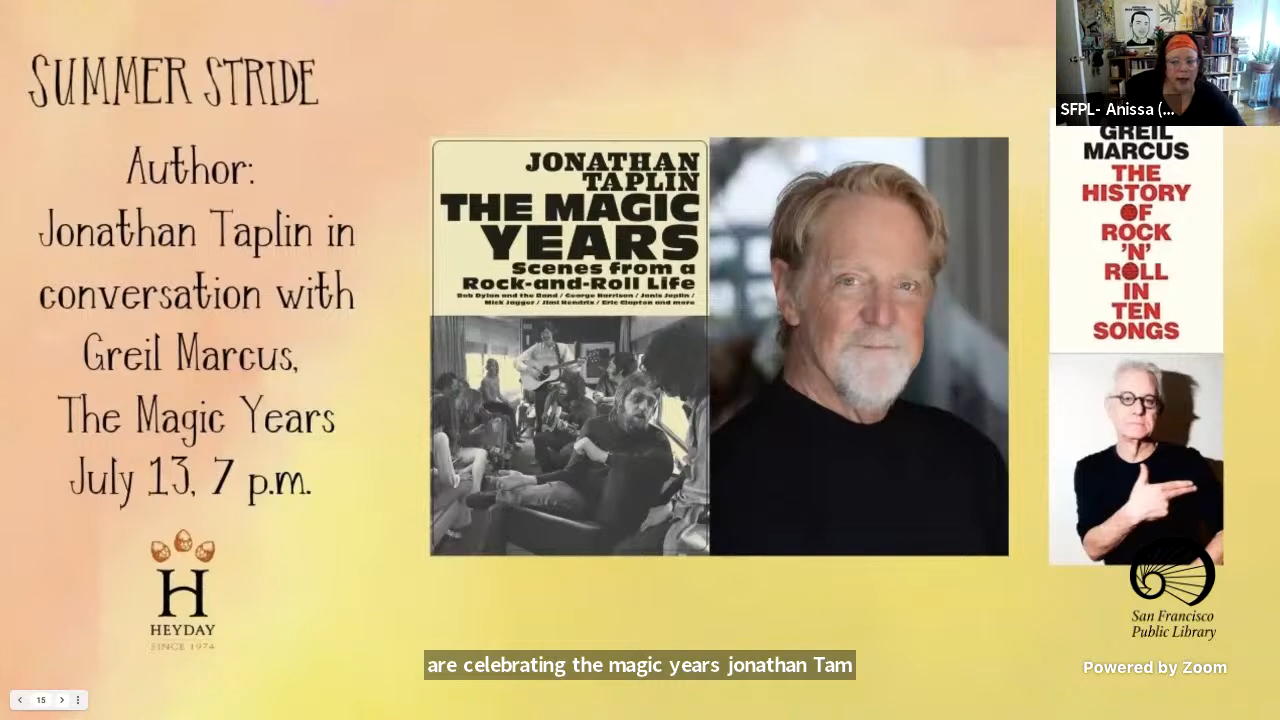 SUMMER STRIDE
Author:
Jonathan Taplin in
conversation with
Greil Marcus,
The Magic Years
July 13, 7 p.m.
H
HEYDAY
SINCE 1974
JONATHAN
TAPLIN
THE MAGIC
YEARS
Scenes from a
Rock-and-Roll Life
Bob Dylan and the Band / George Harrison / Janis Joplin /
Mick Jagger / Jimi Hendrix / Eric Clapton and more
SFPL- Anissa (...
GREIL
MARCUS
THE
HISTORY
OF
ROCK
'N'
ROLL
IN
TEN
SONGS
San Francisco
Public Library
are celebrating the magic years jonathan Tam
Powered by Zoom
15